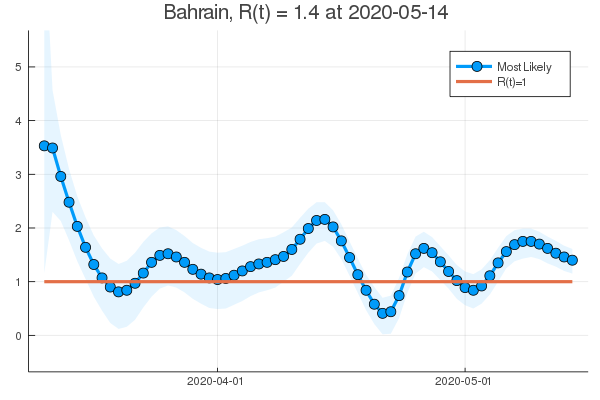 Bahrain, R(t) = 1.4 at 2020-05-14
5
Most Likely
R(t)=1
4
3
2
1
0
2020-04-01
2020-05-01